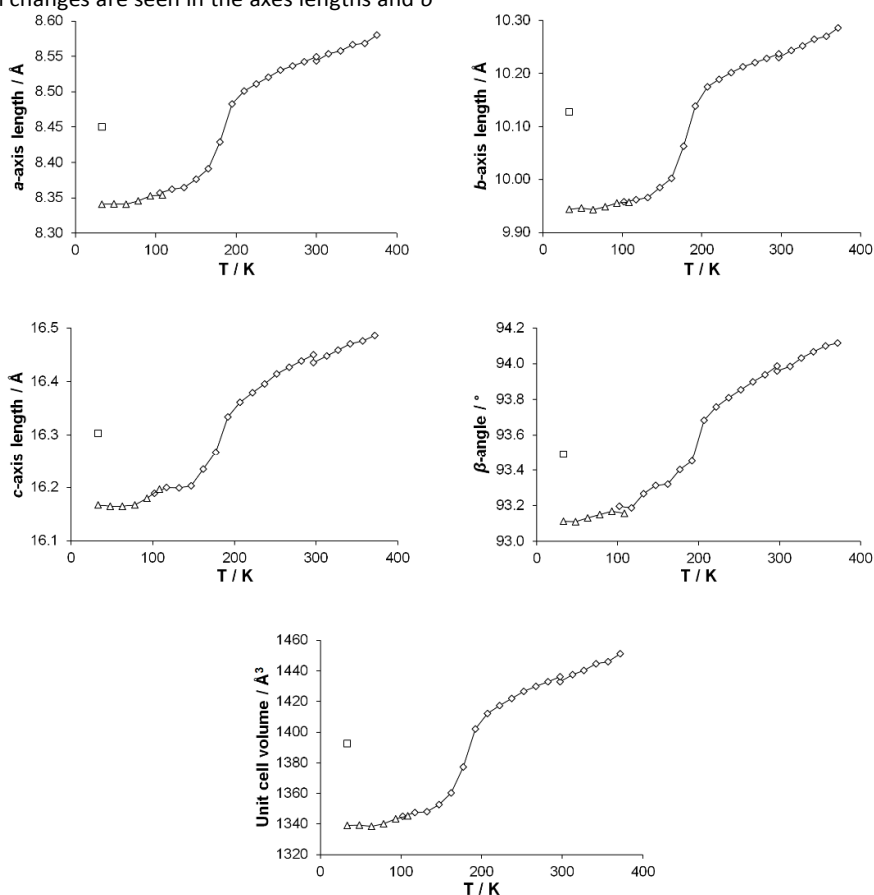 changes are seen in the axes lengths and b
8.60
8.55
8.50
8.45
8.40
8.35
8.30
a-axis length / Å
0 100 200 300 400
T / K
10.30
10.20
10.10
10.00
9.90
b-axis length / Å
0 100 200 300 400
T / K
16.5
16.4
16.3
16.2
16.1
c-axis length / Å
0 100 200 300 400
T / K
94.2
94.0
93.8
93.6
93.4
93.2
93.0
β-angle / °
0 100 200 300 400
T / K
1460
1440
1420
1400
1380
1360
1340
1320
Unit cell volume / Å³
0 100 200 300 400
T / K